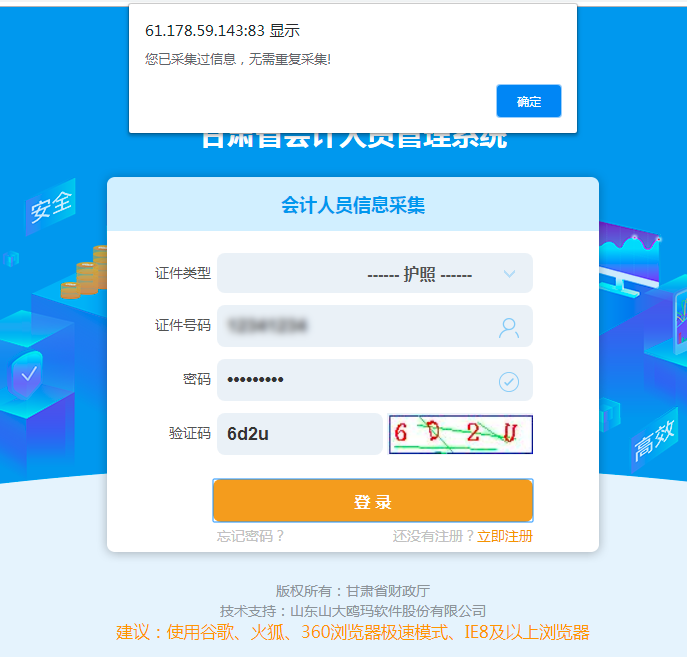 61.178.59.143:83 显示
您已采集过信息，无需重复采集!
确定
甘肃省会计人员管理系统
安全
会计人员信息采集
证件类型 ------ 护照 ------
证件号码
密码 •••••••••
验证码 6d2u 6D2U
高效
登 录
忘记密码？ 还没有注册？立即注册
版权所有：甘肃省财政厅
技术支持：山东山大鸥玛软件股份有限公司
建议：使用谷歌、火狐、360浏览器极速模式、IE8及以上浏览器